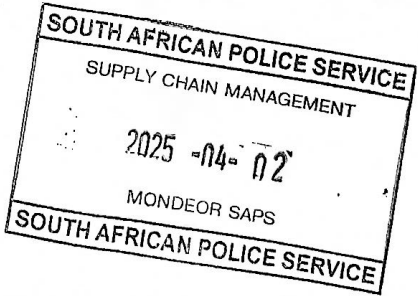 SOUTH AFRICAN POLICE SERVICE
SUPPLY CHAIN MANAGEMENT
2025 -04- 02
MONDEOR SAPS
SOUTH AFRICAN POLICE SERVICE